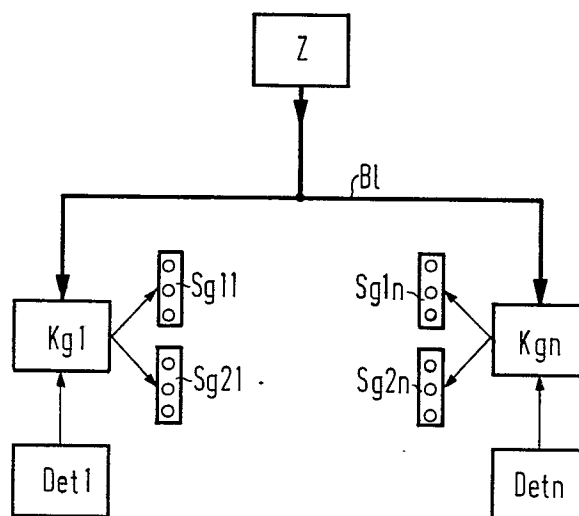 Z
Bl
Sg11
Sg1n
Kg1
Kgn
Sg21
Sg2n
Det1
Detn